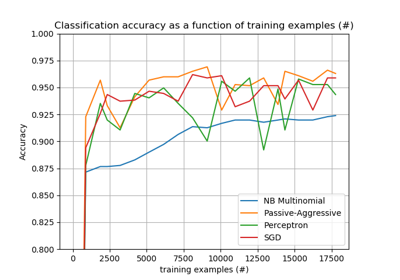 Classification accuracy as a function of training examples (#)
1.000
0.975
0.950
0.925
0.900
0.875
0.850
0.825
0.800
Accuracy
NB Multinomial
Passive-Aggressive
Perceptron
SGD
0 2500 5000 7500 10000 12500 15000 17500
training examples (#)